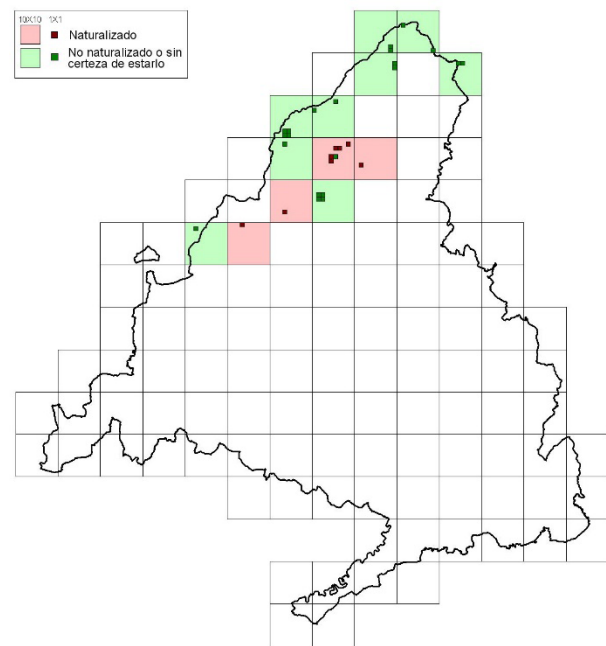 10X10 1X1
Naturalizado
No naturalizado o sin
certeza de estarlo